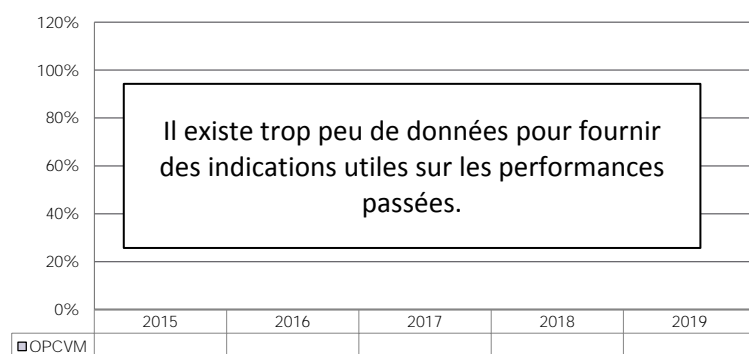 120%
100%
80%
60%
40%
20%
0%
Il existe trop peu de données pour fournir
des indications utiles sur les performances
passées.
2015 2016 2017 2018 2019
OPCVM